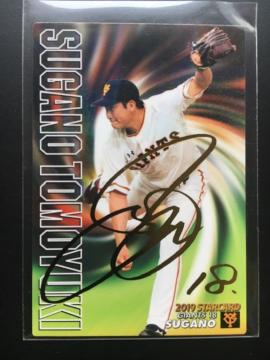 SUGANO TOMOYUKI
GIANTS
18.
2019 STARCARD
GIANTS 18
SUGANO